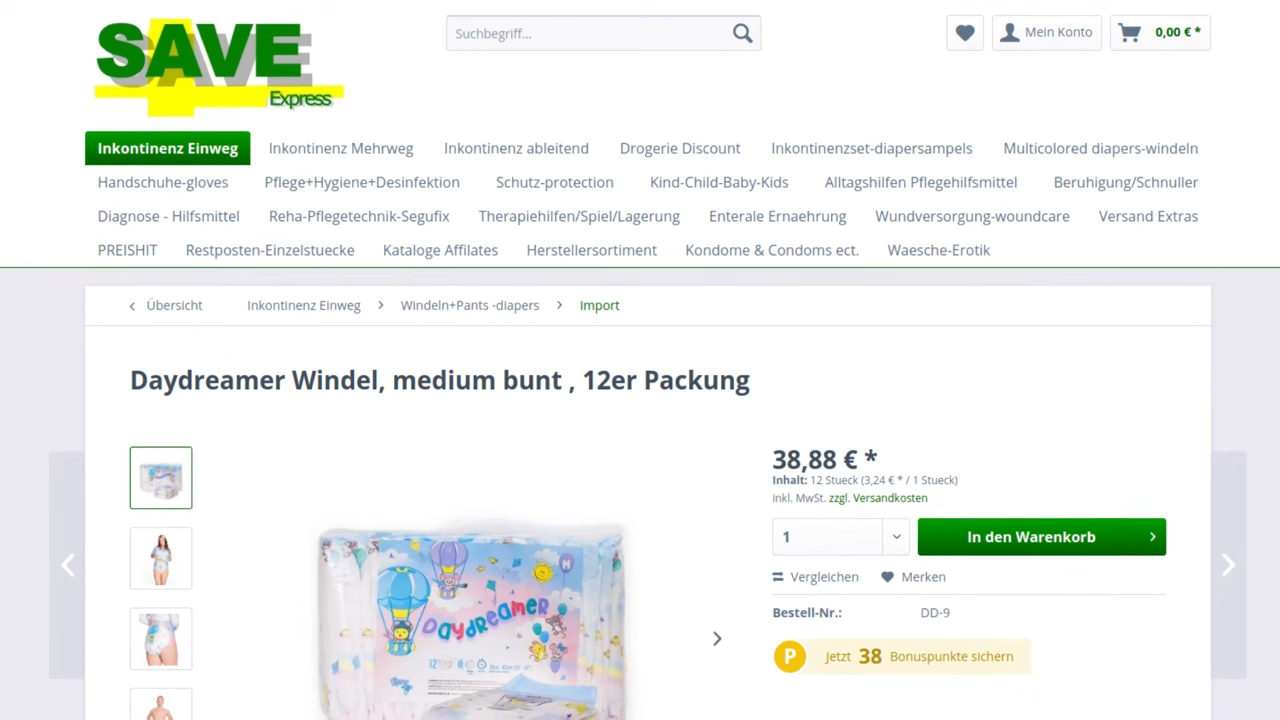 SAVE
Express
Suchbegriff...
Mein Konto
0,00 € *
Inkontinenz Einweg Inkontinenz Mehrweg Inkontinenz ableitend Drogerie Discount Inkontinenzset-diapersampels Multicolored diapers-windeln
Handschuhe-gloves Pflege+Hygiene+Desinfektion Schutz-protection Kind-Child-Baby-Kids Alltagshilfen Pflegehilfsmittel Beruhigung/Schnuller
Diagnose - Hilfsmittel Reha-Pflegetechnik-Segufix Therapiehilfen/Spiel/Lagerung Enterale Ernaehrung Wundversorgung-woundcare Versand Extras
PREISHIT Restposten-Einzelstuecke Kataloge Affilates Herstellersortiment Kondome & Condoms ect. Waesche-Erotik
Übersicht Inkontinenz Einweg Windeln+Pants -diapers Import
Daydreamer Windel, medium bunt , 12er Packung
DAYDREAMER
12
38,88 € *
Inhalt: 12 Stueck (3,24 € * / 1 Stueck)
inkl. MwSt. zzgl. Versandkosten
1
In den Warenkorb
Vergleichen Merken
Bestell-Nr.: DD-9
P Jetzt 38 Bonuspunkte sichern